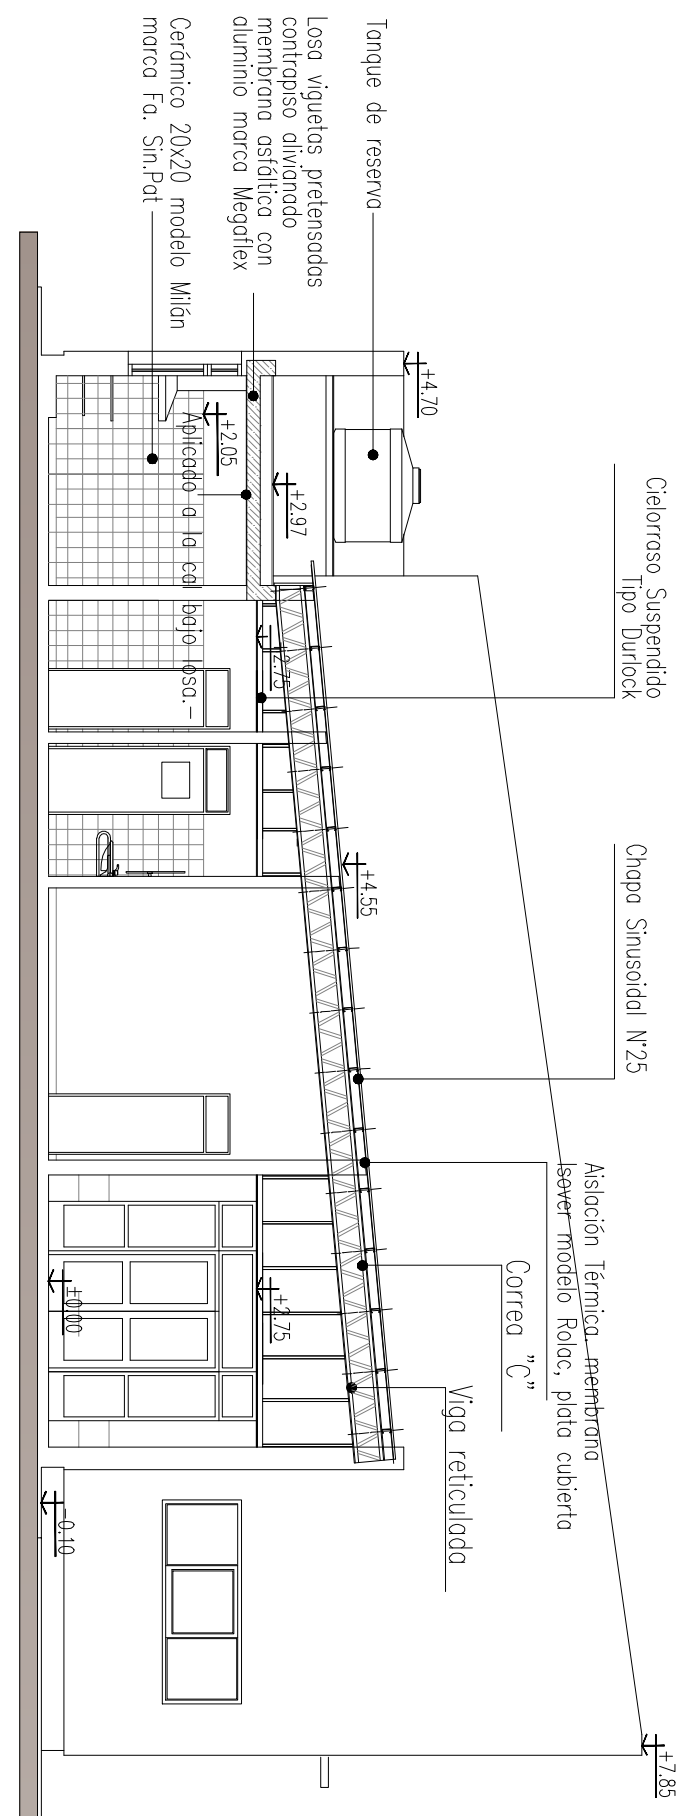 Tanque de reserva
Losa viguetas pretensadas
contrapiso alivianado
membrana asfáltica con
aluminio marca Megaflex
Cerámico 20x20 modelo Milán
marca Fa. Sin.Pat
Cielorraso Suspendido
Tipo Durlock
Chapa Sinusoidal N°25
Aislación Térmica, membrana
isover modelo Rolac, plata cubierta
Correa "C"
Viga reticulada
Aplicado a la cal bajo losa.-
+4.70
+2.05
+2.97
+2.75
+4.55
+2.75
±0.00
-0.10
+7.85